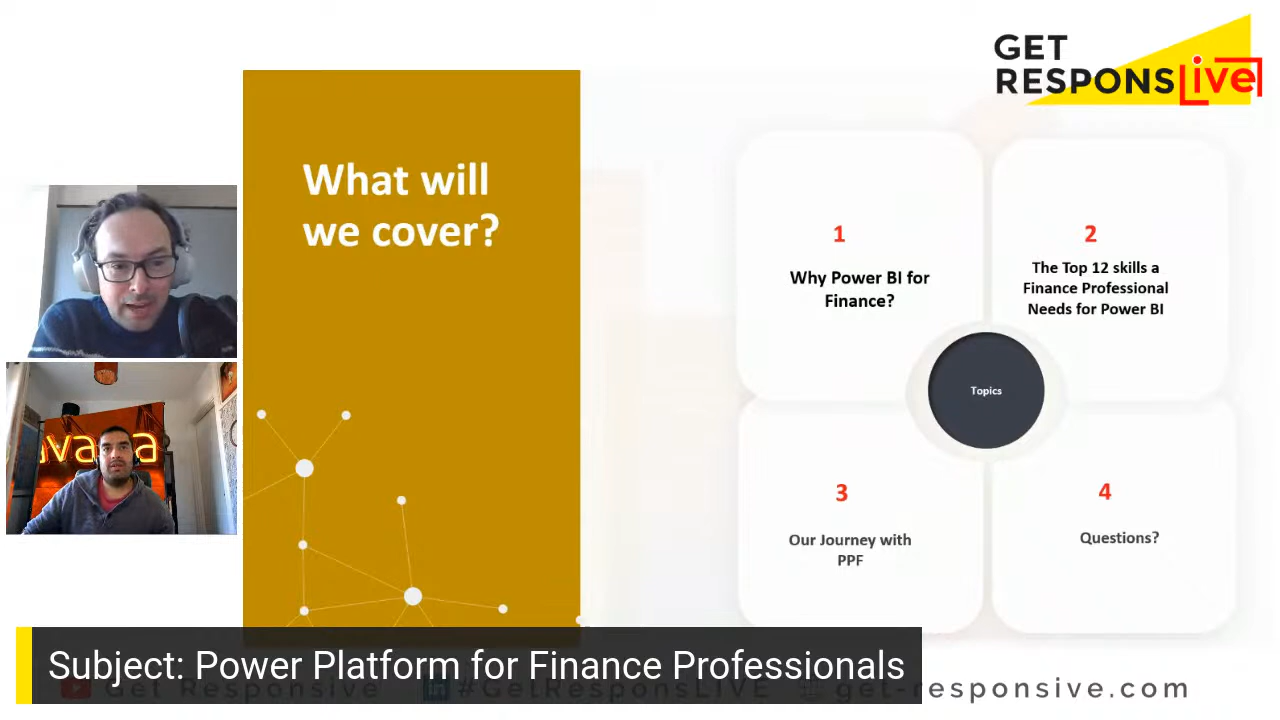 GET
RESPONSLive
What will
we cover?
1
Why Power BI for
Finance?
2
The Top 12 skills a
Finance Professional
Needs for Power BI
Topics
3
Our Journey with
PPF
4
Questions?
Subject: Power Platform for Finance Professionals
Get Responsive #GetResponsLIVE get-responsive.com